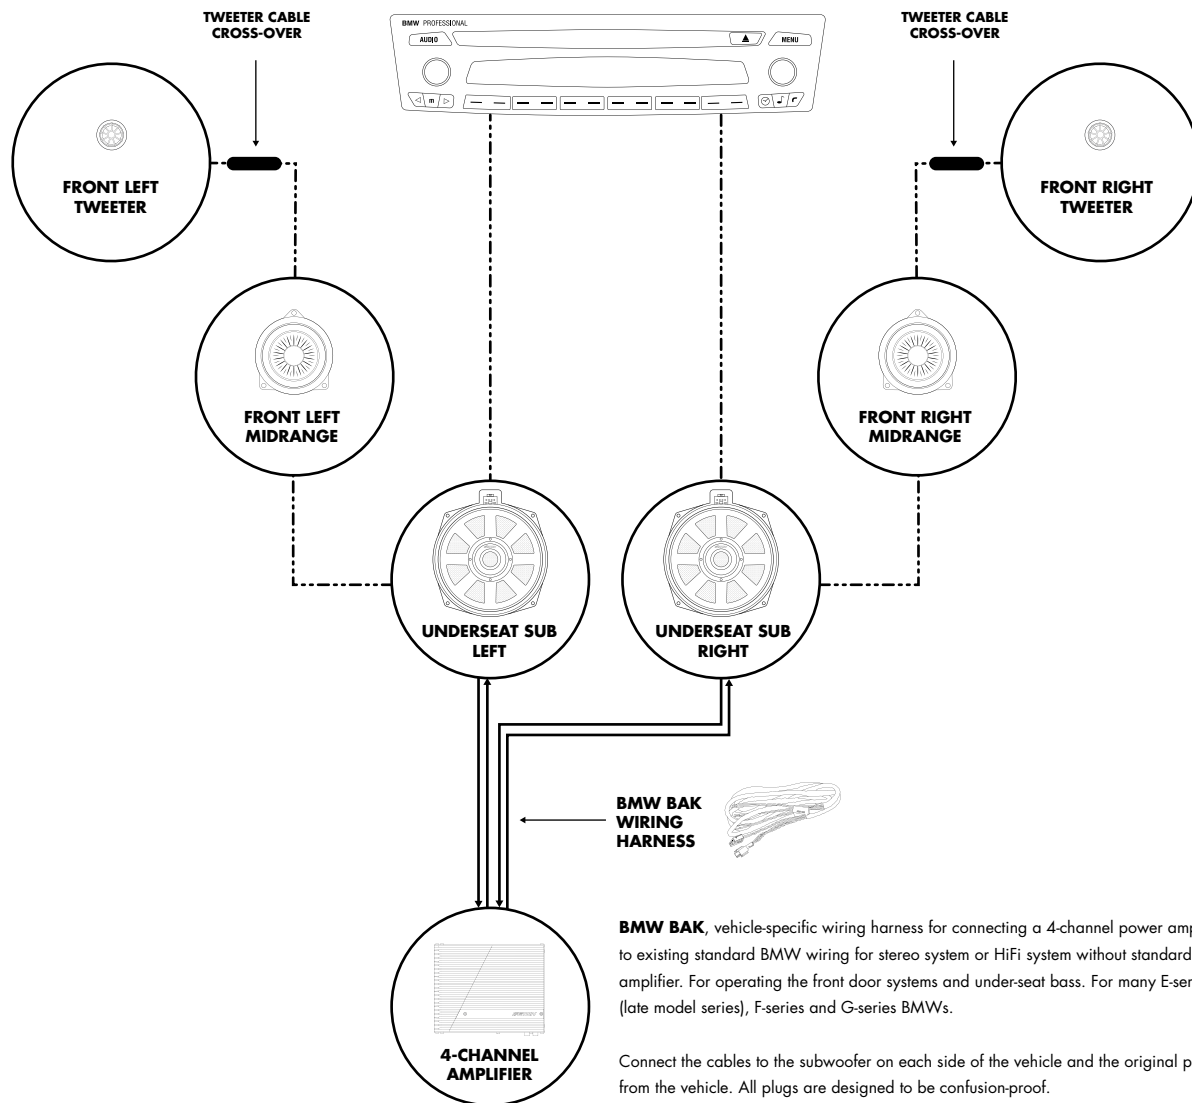 TWEETER CABLE
CROSS-OVER
BMW PROFESSIONAL
AUDIO
MENU
m
TWEETER CABLE
CROSS-OVER
FRONT LEFT
TWEETER
FRONT RIGHT
TWEETER
FRONT LEFT
MIDRANGE
FRONT RIGHT
MIDRANGE
UNDERSEAT SUB
LEFT
UNDERSEAT SUB
RIGHT
BMW BAK
WIRING
HARNESS
4-CHANNEL
AMPLIFIER
BMW BAK, vehicle-specific wiring harness for connecting a 4-channel power amp
to existing standard BMW wiring for stereo system or HiFi system without standard
amplifier. For operating the front door systems and under-seat bass. For many E-ser
(late model series), F-series and G-series BMWs.
Connect the cables to the subwoofer on each side of the vehicle and the original p
from the vehicle. All plugs are designed to be confusion-proof.